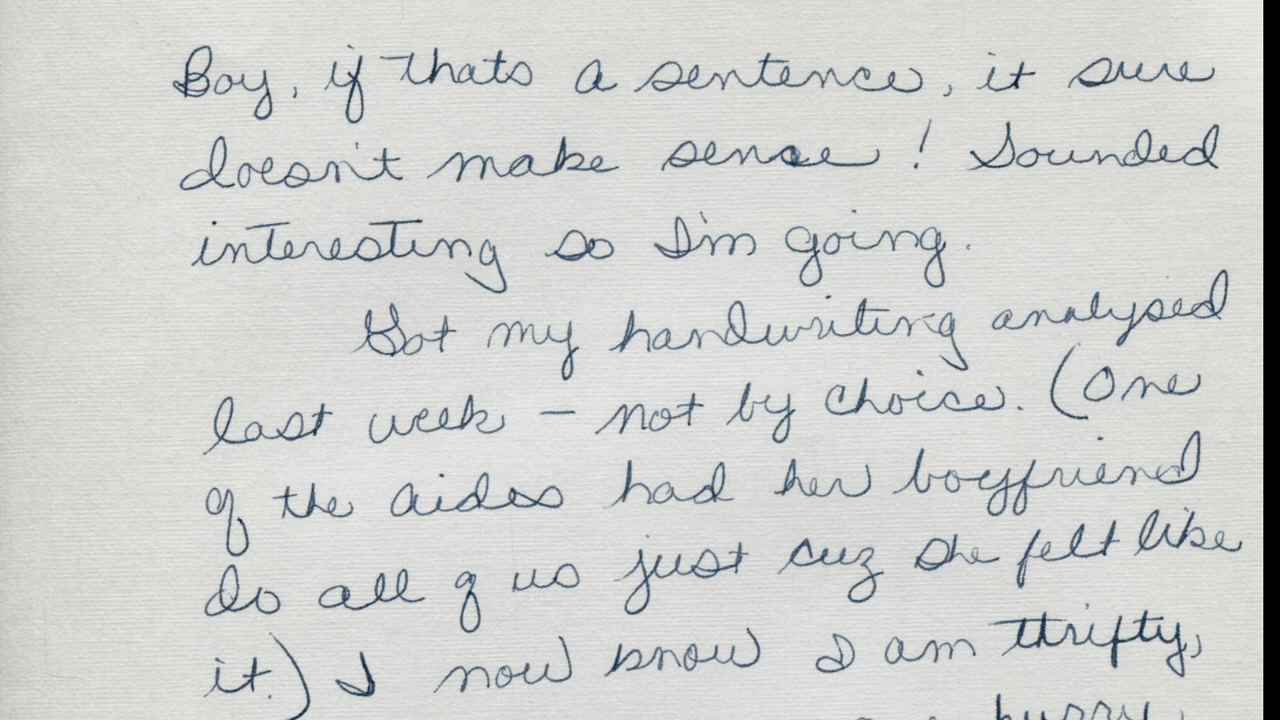 Boy, if thats a sentence, it sure
doesn't make sense! Sounded
interesting so I'm going.
Got my handwriting analysed
last week – not by choice. (One
of the aides had her boyfriend
do all of us just cuz she felt like
it.) I now know I am thrifty,
hurry,